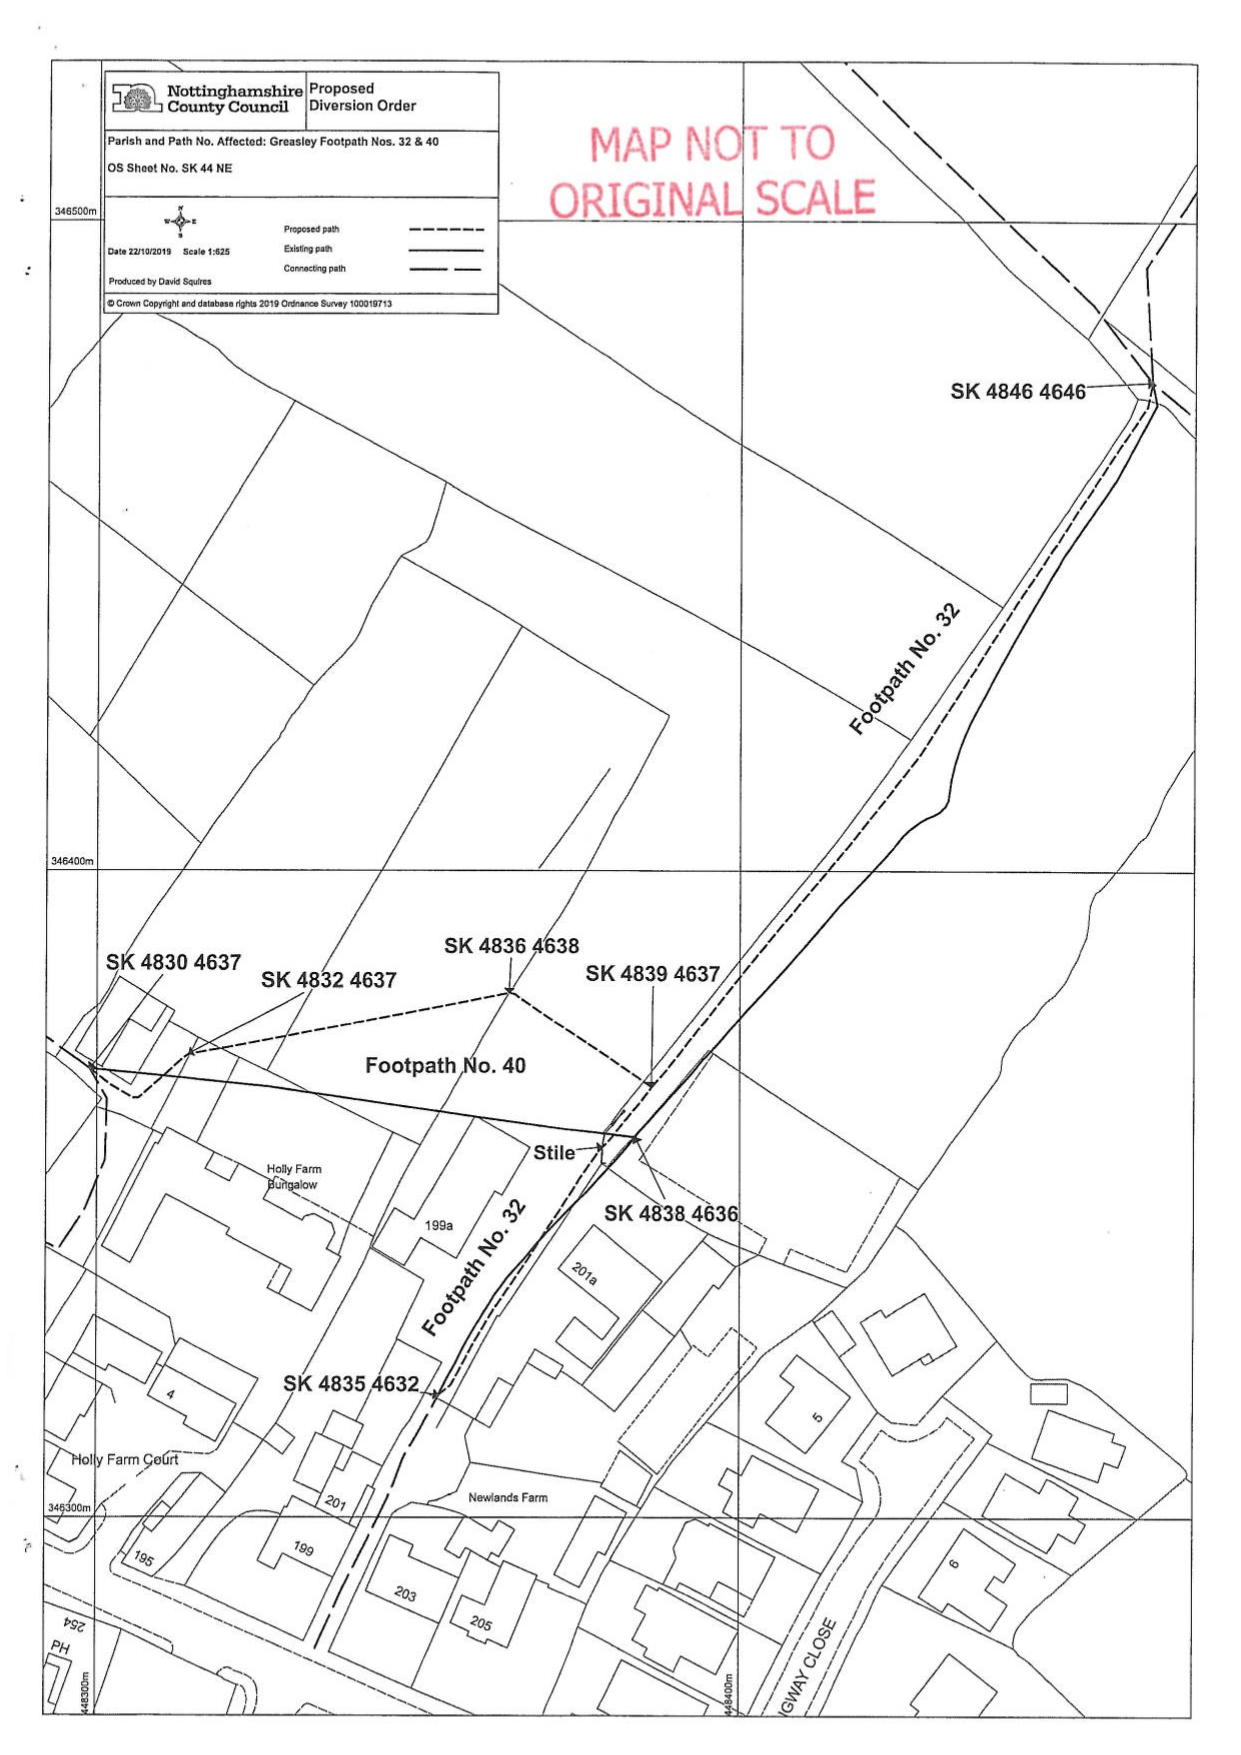 Nottinghamshire
County Council
Proposed
Diversion Order
Parish and Path No. Affected: Greasley Footpath Nos. 32 & 40
OS Sheet No. SK 44 NE
N
W E
S
Date 22/10/2019 Scale 1:625
Produced by David Squires
Proposed path
Existing path
Connecting path
© Crown Copyright and database rights 2019 Ordnance Survey 100019713
MAP NOT TO
ORIGINAL SCALE
346500m
SK 4846 4646
Footpath No. 32
346400m
SK 4836 4638
SK 4830 4637
SK 4832 4637
SK 4839 4637
Footpath No. 40
Stile
Holly Farm
Bungalow
199a
SK 4838 4636
Footpath No. 32
201a
SK 4835 4632
4
5
Holly Farm Court
201
Newlands Farm
346300m
199
195
203
205
6
254
PH
448300m
448400m
NGWAY CLOSE